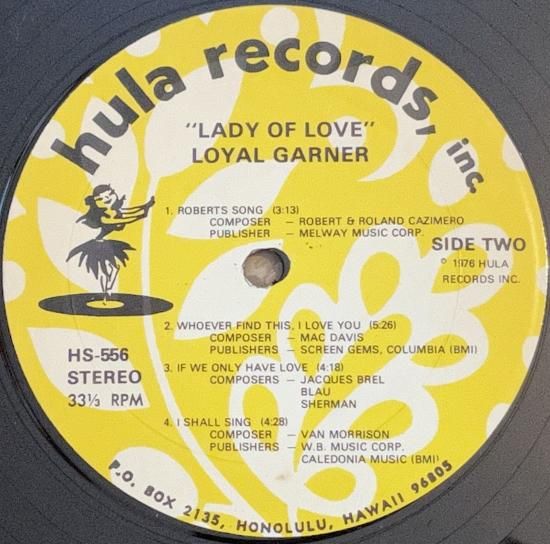 hula records, inc.
"LADY OF LOVE"
LOYAL GARNER
1. ROBERTS SONG (3:13)
COMPOSER – ROBERT & ROLAND CAZIMERO
PUBLISHER – MELWAY MUSIC CORP.
SIDE TWO
℗ 1976 HULA
RECORDS INC.
2. WHOEVER FIND THIS, I LOVE YOU (5:26)
COMPOSER – MAC DAVIS
PUBLISHERS – SCREEN GEMS, COLUMBIA (BMI)
HS-556
STEREO
33⅓ RPM
3. IF WE ONLY HAVE LOVE (4:18)
COMPOSERS – JACQUES BREL
BLAU
SHERMAN
4. I SHALL SING (4:28)
COMPOSER – VAN MORRISON
PUBLISHERS – W.B. MUSIC CORP.
CALEDONIA MUSIC (BMI)
P.O. BOX 2135, HONOLULU, HAWAII 96805